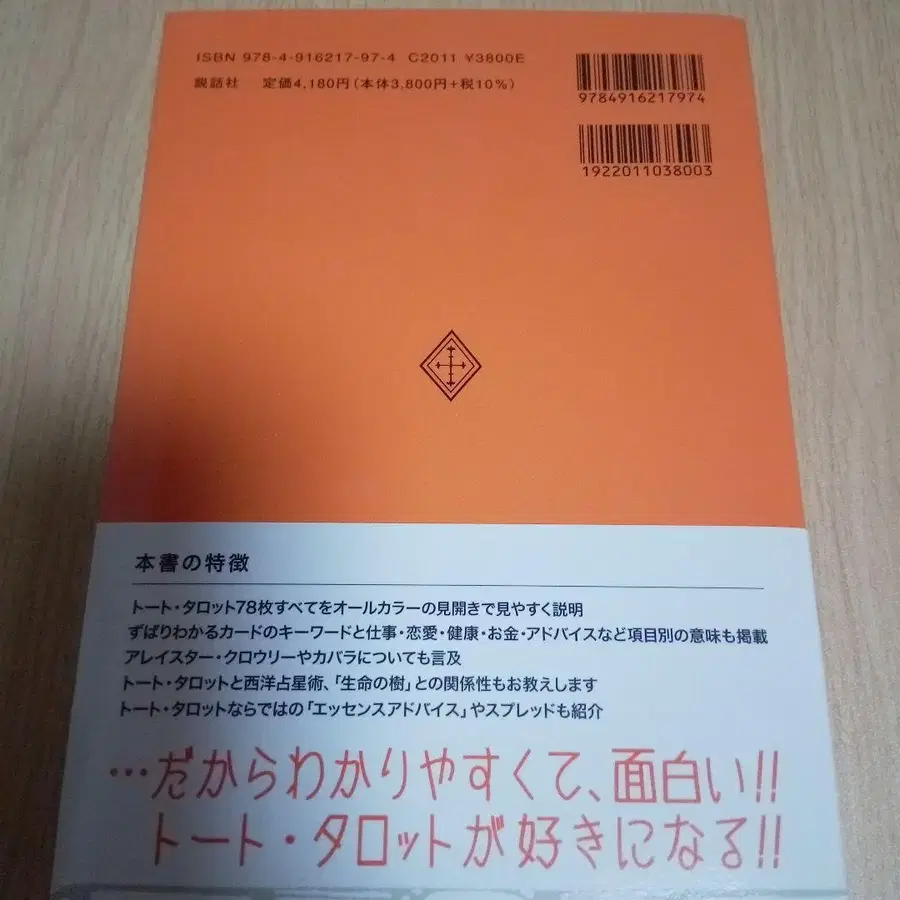 ISBN 978-4-916217-97-4 C2011 ¥3800E
説話社 定価4,180円(本体3,800円+税10%)
9784916217974
1922011038003
本書の特徴
トート・タロット78枚すべてをオールカラーの見開きで見やすく説明
ずばりわかるカードのキーワードと仕事・恋愛・健康・お金・アドバイスなど項目別の意味も掲載
アレイスター・クロウリーやカバラについても言及
トート・タロットと西洋占星術、「生命の樹」との関係性もお教えします
トート・タロットならではの「エッセンスアドバイス」やスプレッドも紹介
…だからわかりやすくて、面白い!!
トート・タロットが好きになる!!